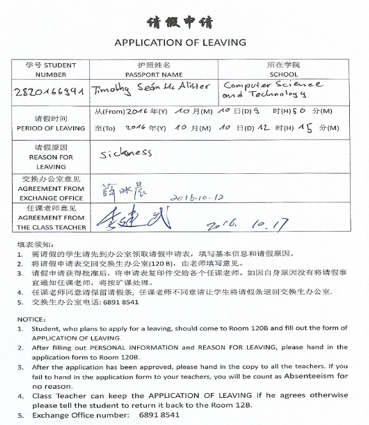 请假申请
APPLICATION OF LEAVING
学号 STUDENT NUMBER 护照姓名 PASSPORT NAME 所在学院 SCHOOL
2820166341 Timothy Seán Mc Alister Computer Science and Technology
请假时间 PERIOD OF LEAVING
从(From) 2016 年(Y) 10 月(M) 10 日(D) 9 时(H) 50 分(M)
至(To) 2016 年(Y) 10 月(M) 10 日(D) 12 时(H) 15 分(M)
请假原因 REASON FOR LEAVING
sickness
交换办公室意见 AGREEMENT FROM EXCHANGE OFFICE
薛冰晨 2016.10.12
任课老师意见 AGREEMENT FROM THE CLASS TEACHER
2016. 10. 17
填表须知：
1. 需请假的学生请先到办公室领取请假申请表，填写基本信息和请假原因。
2. 将请假申请表交回交换生办公室(120 B)，由老师填写意见。
3. 请假申请获得批准后，将申请表复印件交给各个任课老师。如因自身原因没有将请假事
宜通知任课老师，将按旷课处理。
4. 任课老师同意请保留请假条，任课老师不同意请让学生将请假条退回交换生办公室.
5. 交换生办公室电话: 6891 8541
NOTICE:
1. Student, who plans to apply for a leaving, should come to Room 120B and fill out the form of
APPLICATION OF LEAVING.
2. After filling out PERSONAL INFORMATION and REASON FOR LEAVING, please hand in the
application form to Room 120B.
3. After the application has been approved, please hand in the copy to all the teachers. If you
fail to hand in the application form to your teachers, you will be count as Absenteeism for
no reason.
4. Class Teacher can keep the APPLICATION OF LEAVING if he agrees otherwise
please tell the student to return it back to the Room 12B.
5. Exchange Office number: 6891 8541